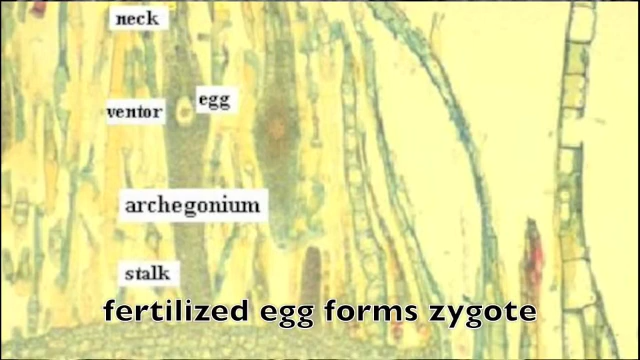 neck
egg
ventor
archegonium
stalk
fertilized egg forms zygote